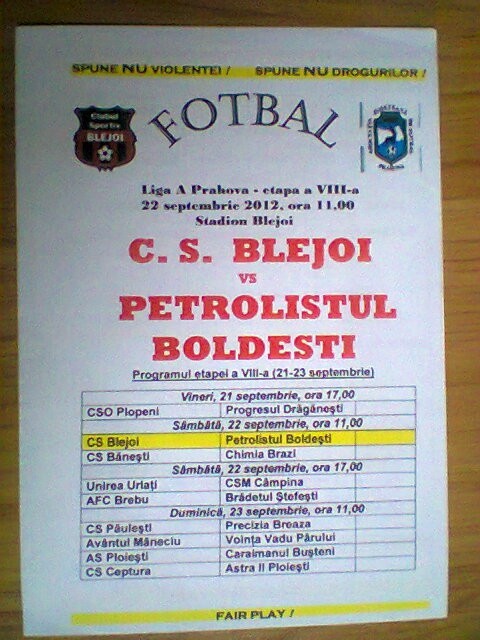 SPUNE NU VIOLENTEI / SPUNE NU DROGURILOR /
Clubul
Sportiv
BLEJOI
FOTBAL
Liga A Prahova - etapa a VIII-a
22 septembrie 2012, ora 11,00
Stadion Blejoi
C. S. BLEJOI
VS
PETROLISTUL
BOLDESTI
Programul etapei a VIII-a (21-23 septembrie)
Vineri, 21 septembrie, ora 17,00
CSO Plopeni Progresul Drăgănești
Sâmbătă, 22 septembrie, ora 11,00
CS Blejoi Petrolistul Boldești
CS Bănești Chimia Brazi
Sâmbătă, 22 septembrie, ora 17,00
Unirea Urlați CSM Câmpina
AFC Brebu Brădetul Ștefești
Duminică, 23 septembrie, ora 11,00
CS Păulești Precizia Breaza
Avântul Măneciu Voința Vadu Părului
AS Ploiești Caraimanul Bușteni
CS Ceptura Astra II Ploiești
FAIR PLAY /